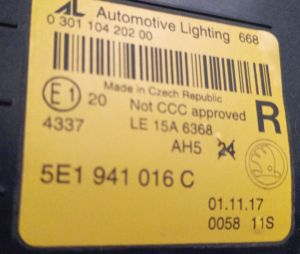 AL Automotive Lighting 668
0 301 104 202 00
Made in Czech Republic
E1 20 Not CCC approved R
4337 LE 15A 6368
AH5 24
5E1 941 016 C
01.11.17
0058 11S